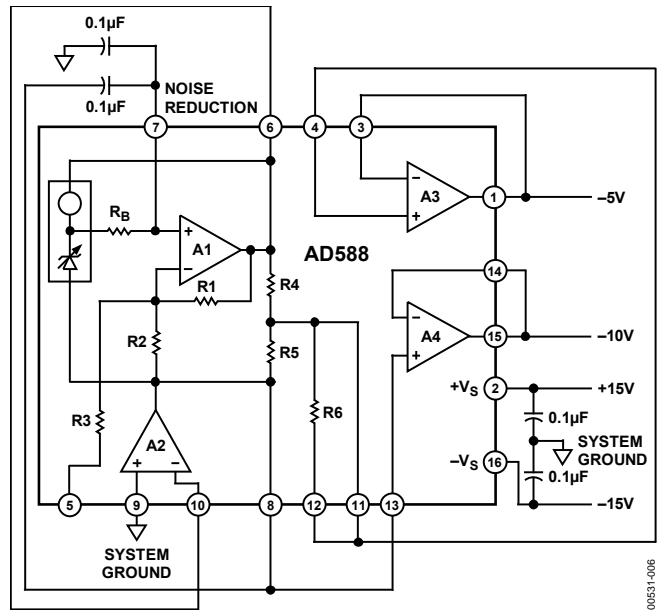 0.1µF
0.1µF
NOISE
REDUCTION
7
6
4
3
RB
A1
A3
1
–5V
AD588
R1
R4
14
R2
R5
A4
15
–10V
R3
R6
+VS
2
+15V
0.1µF
A2
SYSTEM
GROUND
–VS
16
0.1µF
–15V
5
9
10
8
12
11
13
SYSTEM
GROUND
00531-006